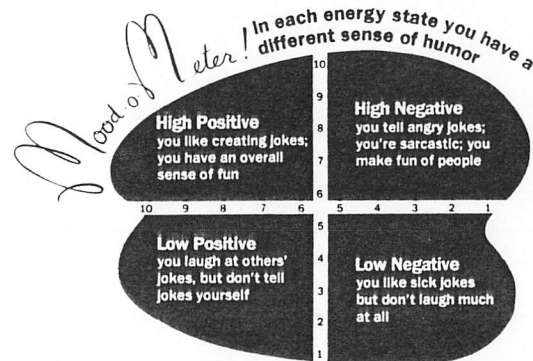 Mood-o-Meter!
In each energy state you have a
different sense of humor
10
9
8
7
6
High Positive
you like creating jokes;
you have an overall
sense of fun
High Negative
you tell angry jokes;
you're sarcastic; you
make fun of people
10 9 8 7 6 5 4 3 2 1
5
4
3
2
1
Low Positive
you laugh at others'
jokes, but don't tell
jokes yourself
Low Negative
you like sick jokes
but don't laugh much
at all